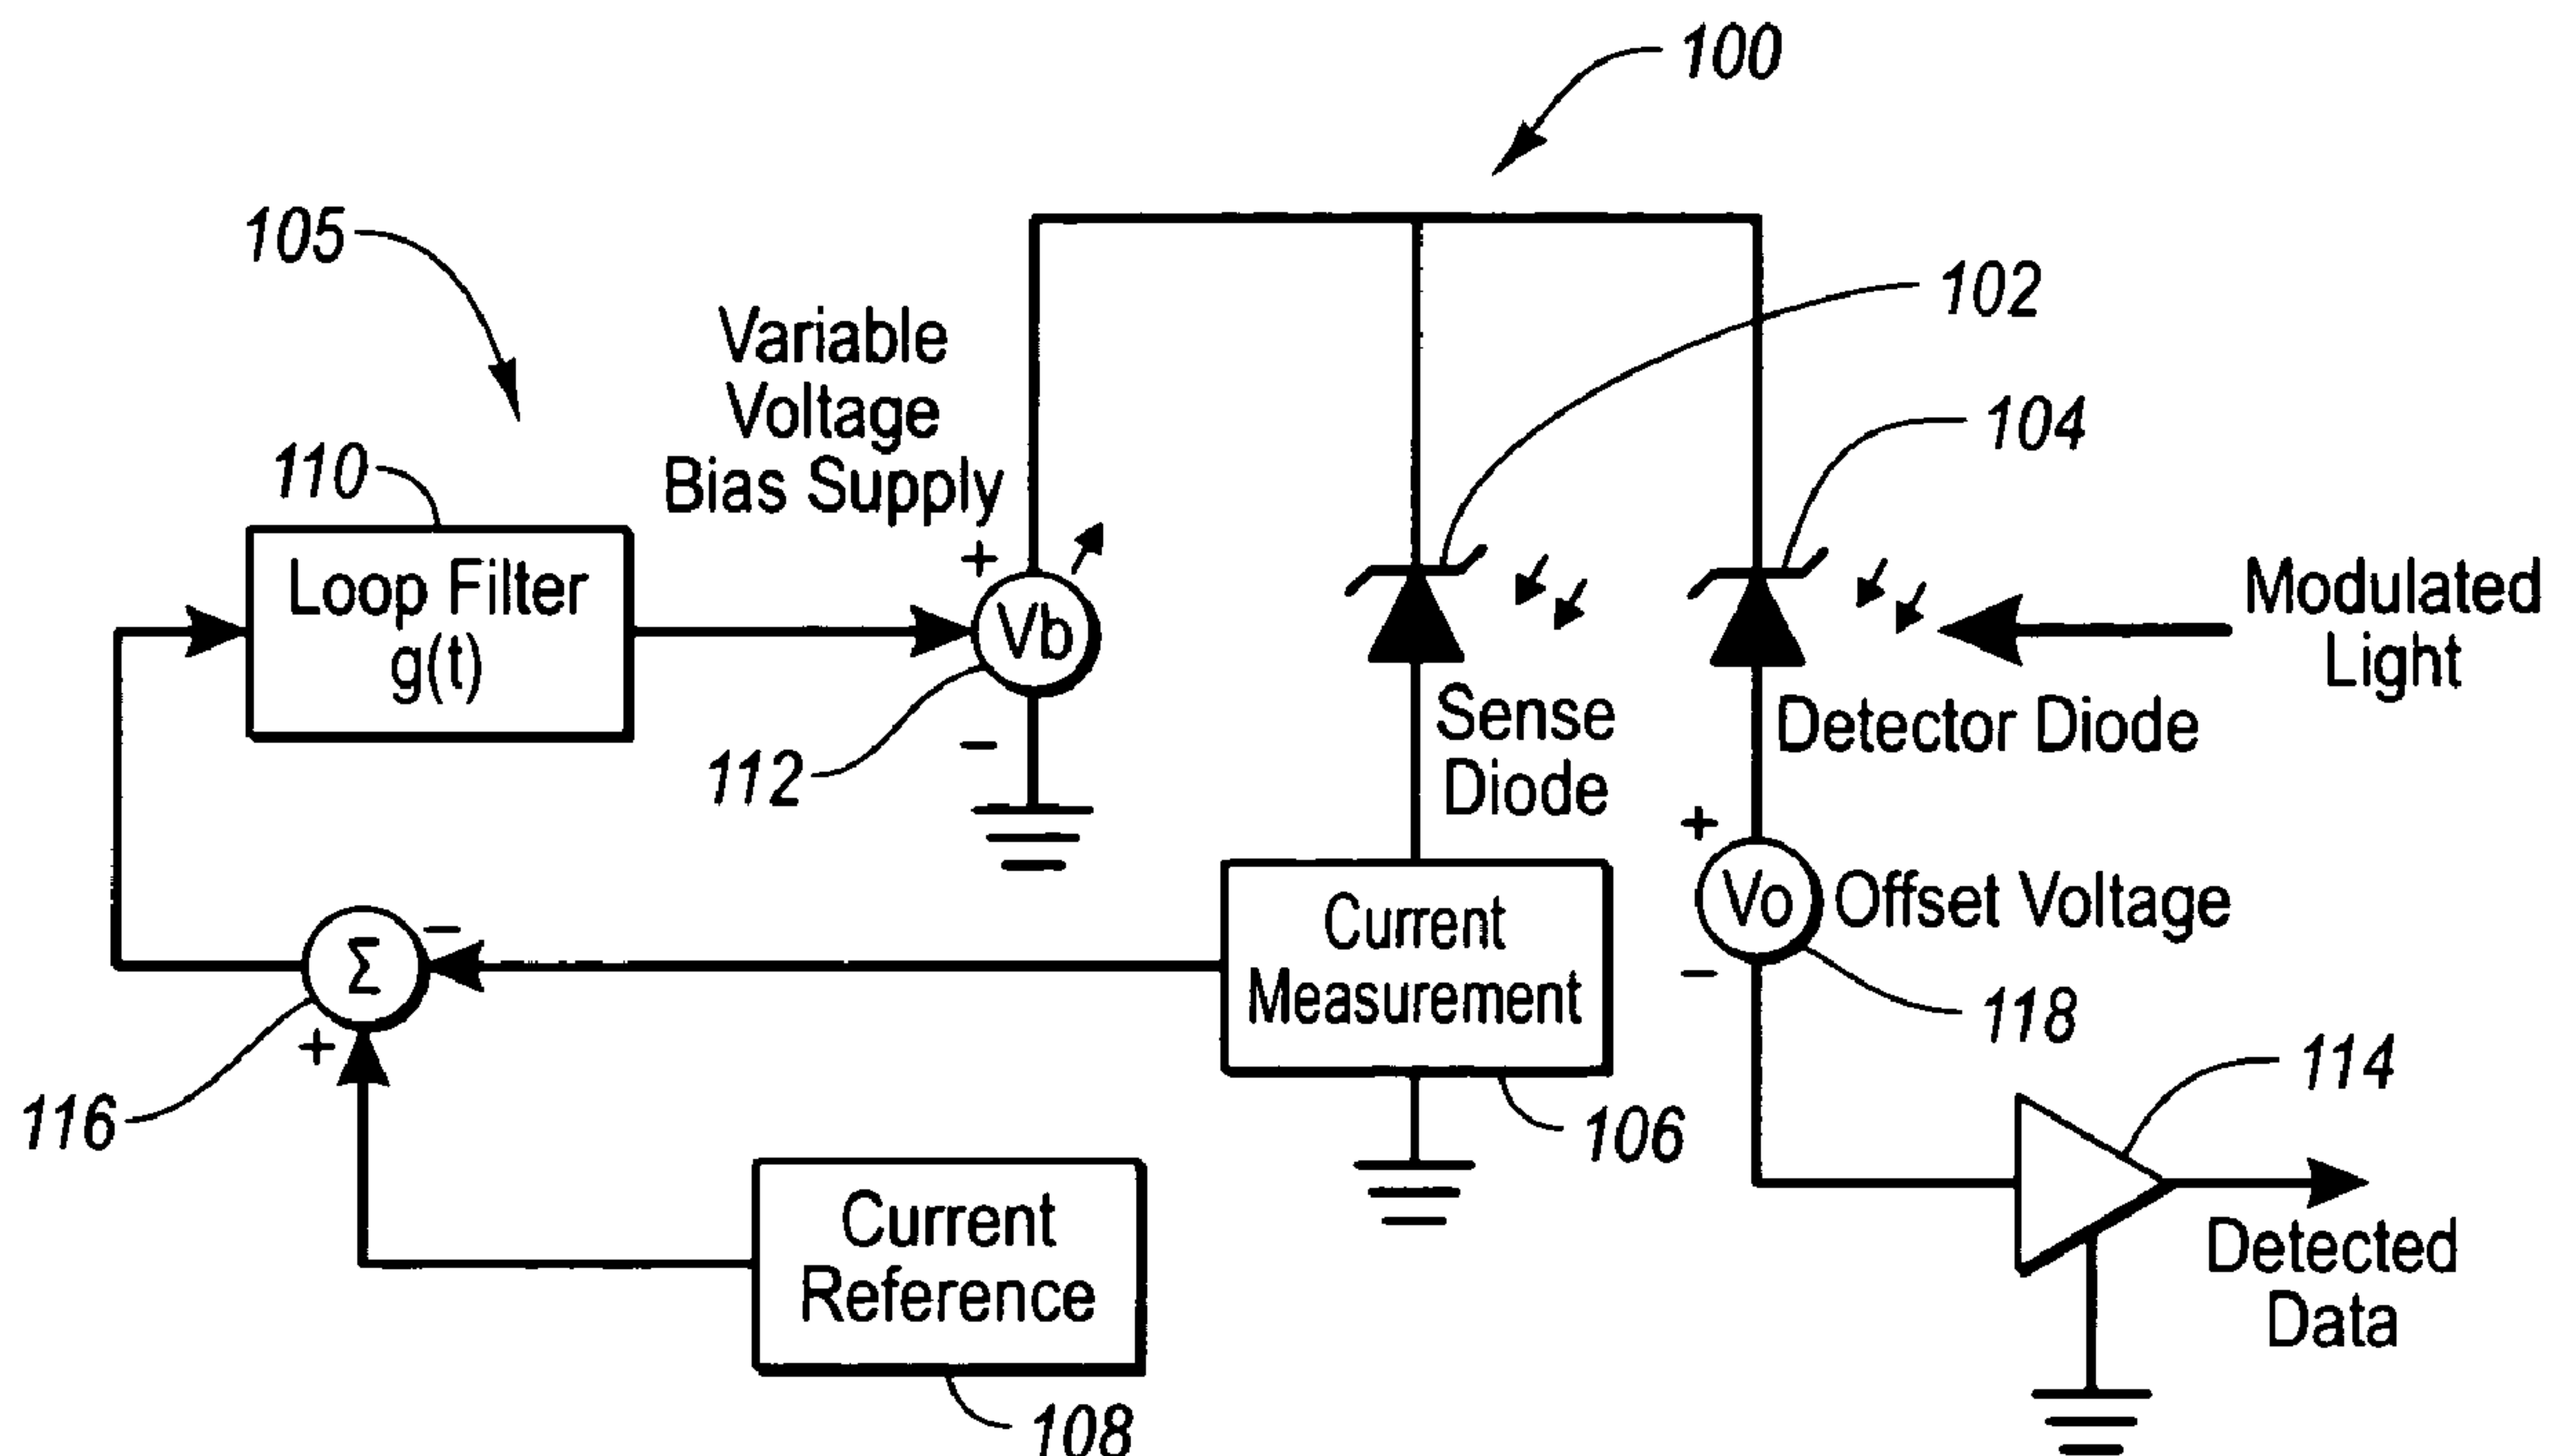 100
105
102
Variable
Voltage
Bias Supply
104
110
Loop Filter
g(t)
+
Vb
−
112
Modulated
Light
Sense
Diode
Detector Diode
+
Vo
Offset Voltage
−
118
Current
Measurement
106
Σ
−
+
116
114
Current
Reference
108
Detected
Data